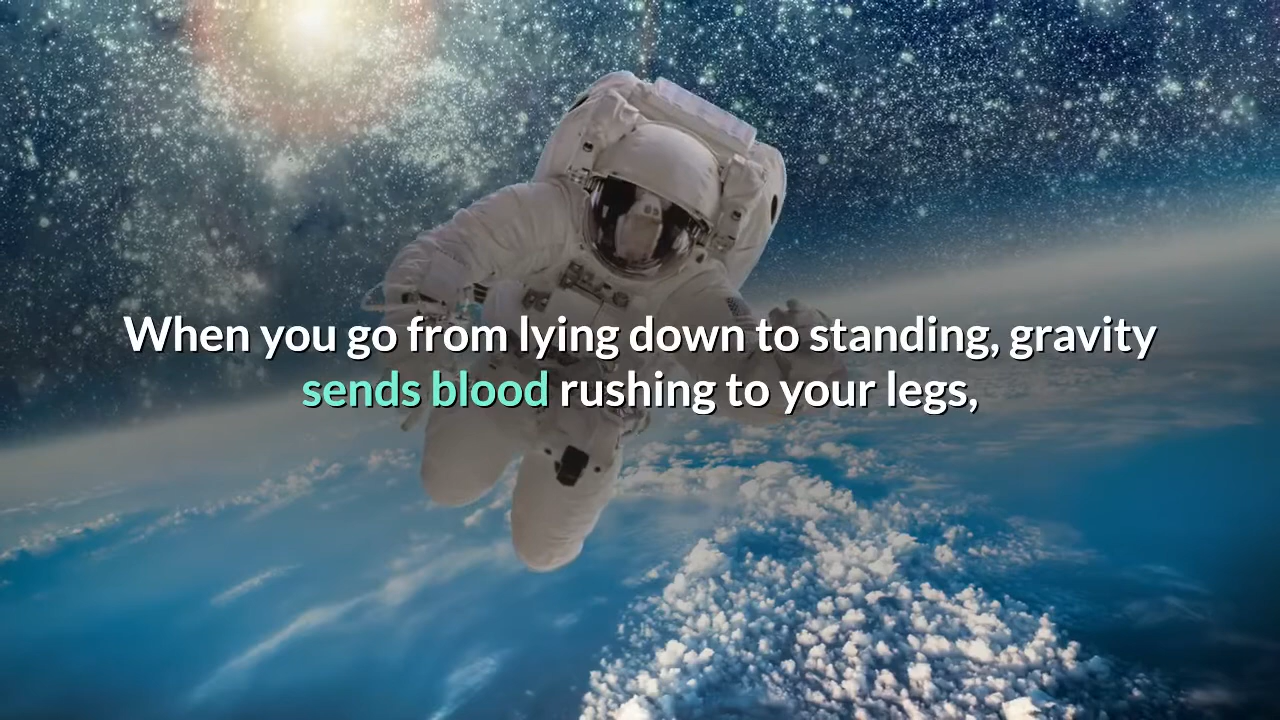 When you go from lying down to standing, gravity
sends blood rushing to your legs,